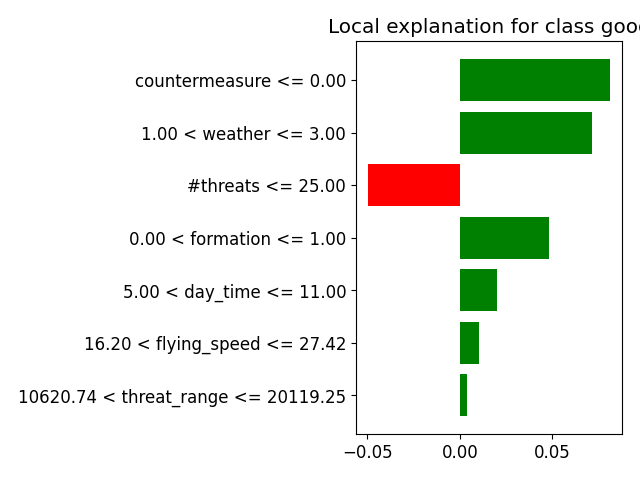 Local explanation for class good
countermeasure <= 0.00
1.00 < weather <= 3.00
#threats <= 25.00
0.00 < formation <= 1.00
5.00 < day_time <= 11.00
16.20 < flying_speed <= 27.42
10620.74 < threat_range <= 20119.25
−0.05 0.00 0.05